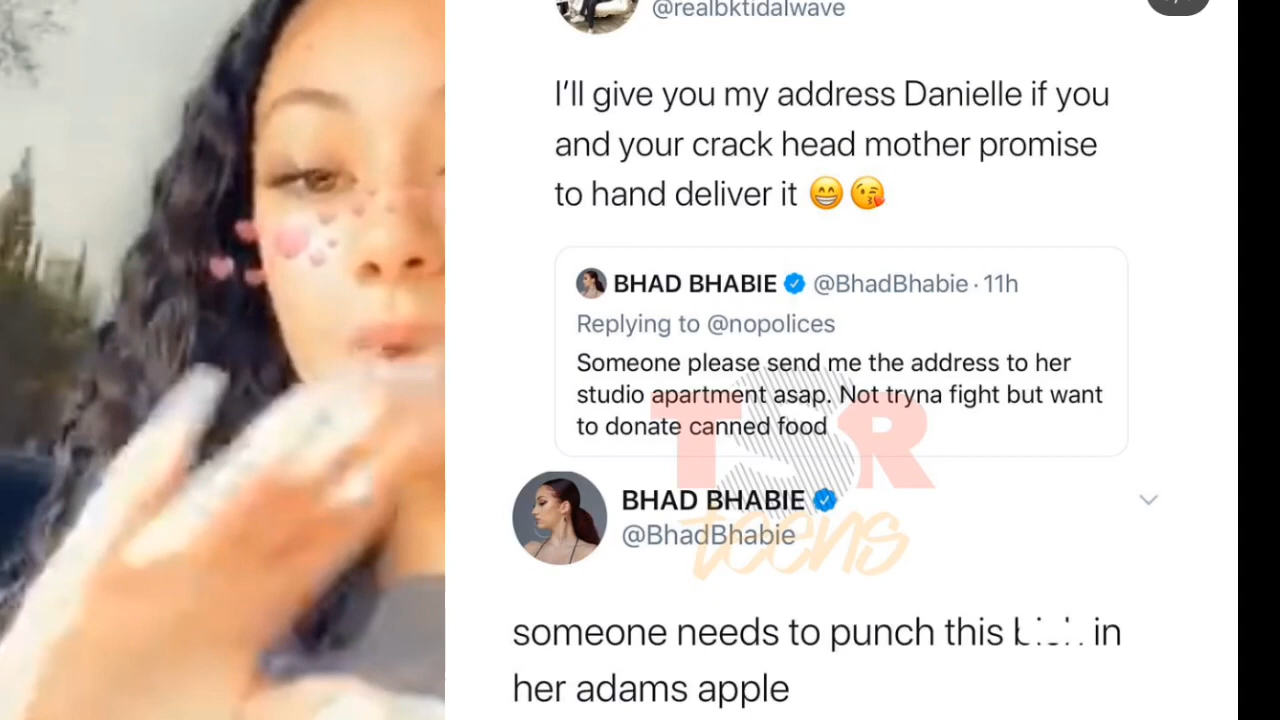 @realbktidalwave
I'll give you my address Danielle if you
and your crack head mother promise
to hand deliver it 😁😘
BHAD BHABIE @BhadBhabie · 11h
Replying to @nopolices
Someone please send me the address to her
studio apartment asap. Not tryna fight but want
to donate canned food
TSR
teens
BHAD BHABIE
@BhadBhabie
someone needs to punch this in
her adams apple